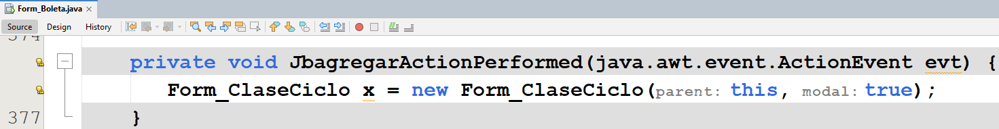 Form_Boleta.java ×
Source Design History
374
private void JbagregarActionPerformed(java.awt.event.ActionEvent evt) {
Form_ClaseCiclo x = new Form_ClaseCiclo(parent: this, modal: true);
377 }